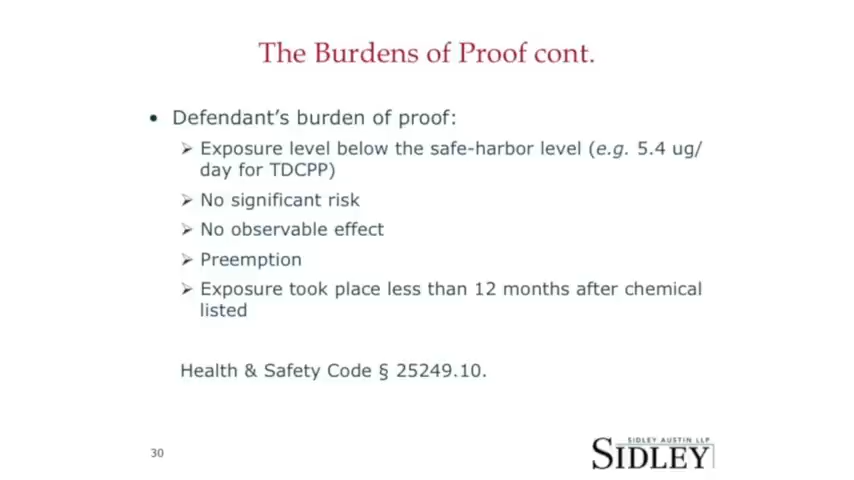 The Burdens of Proof cont.
• Defendant’s burden of proof:
➢ Exposure level below the safe-harbor level (e.g. 5.4 ug/
day for TDCPP)
➢ No significant risk
➢ No observable effect
➢ Preemption
➢ Exposure took place less than 12 months after chemical
listed
Health & Safety Code § 25249.10.
30
SIDLEY AUSTIN LLP
SIDLEY